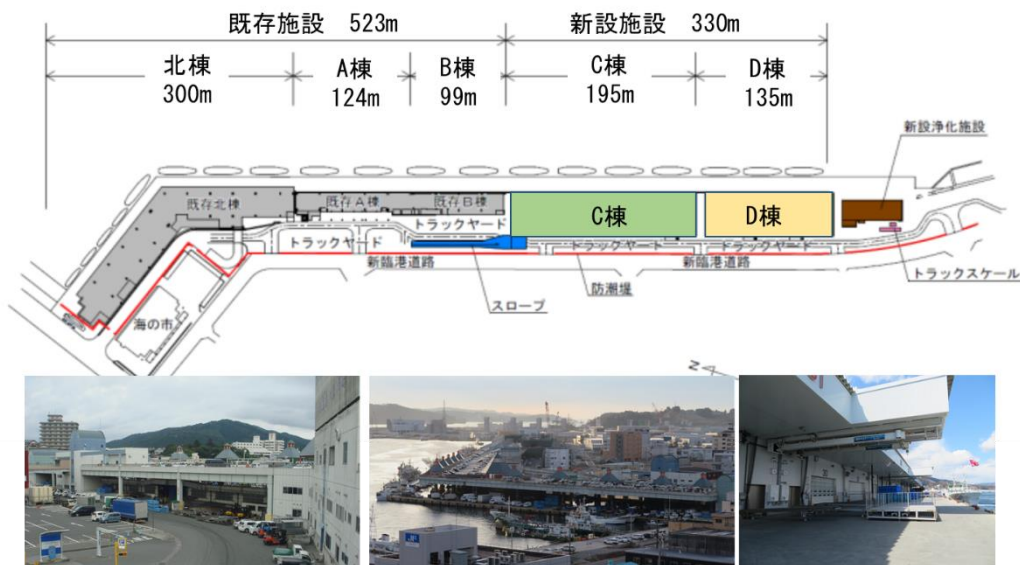 既存施設 523m
新設施設 330m
北棟
300m
A棟
124m
B棟
99m
C棟
195m
D棟
135m
新設浄化施設
既存北棟
既存A棟
既存B棟
C棟
D棟
トラックヤード
トラックヤード
トラックヤード
トラックヤード
新臨港道路
新臨港道路
トラックスケール
防潮堤
スロープ
海の市
N